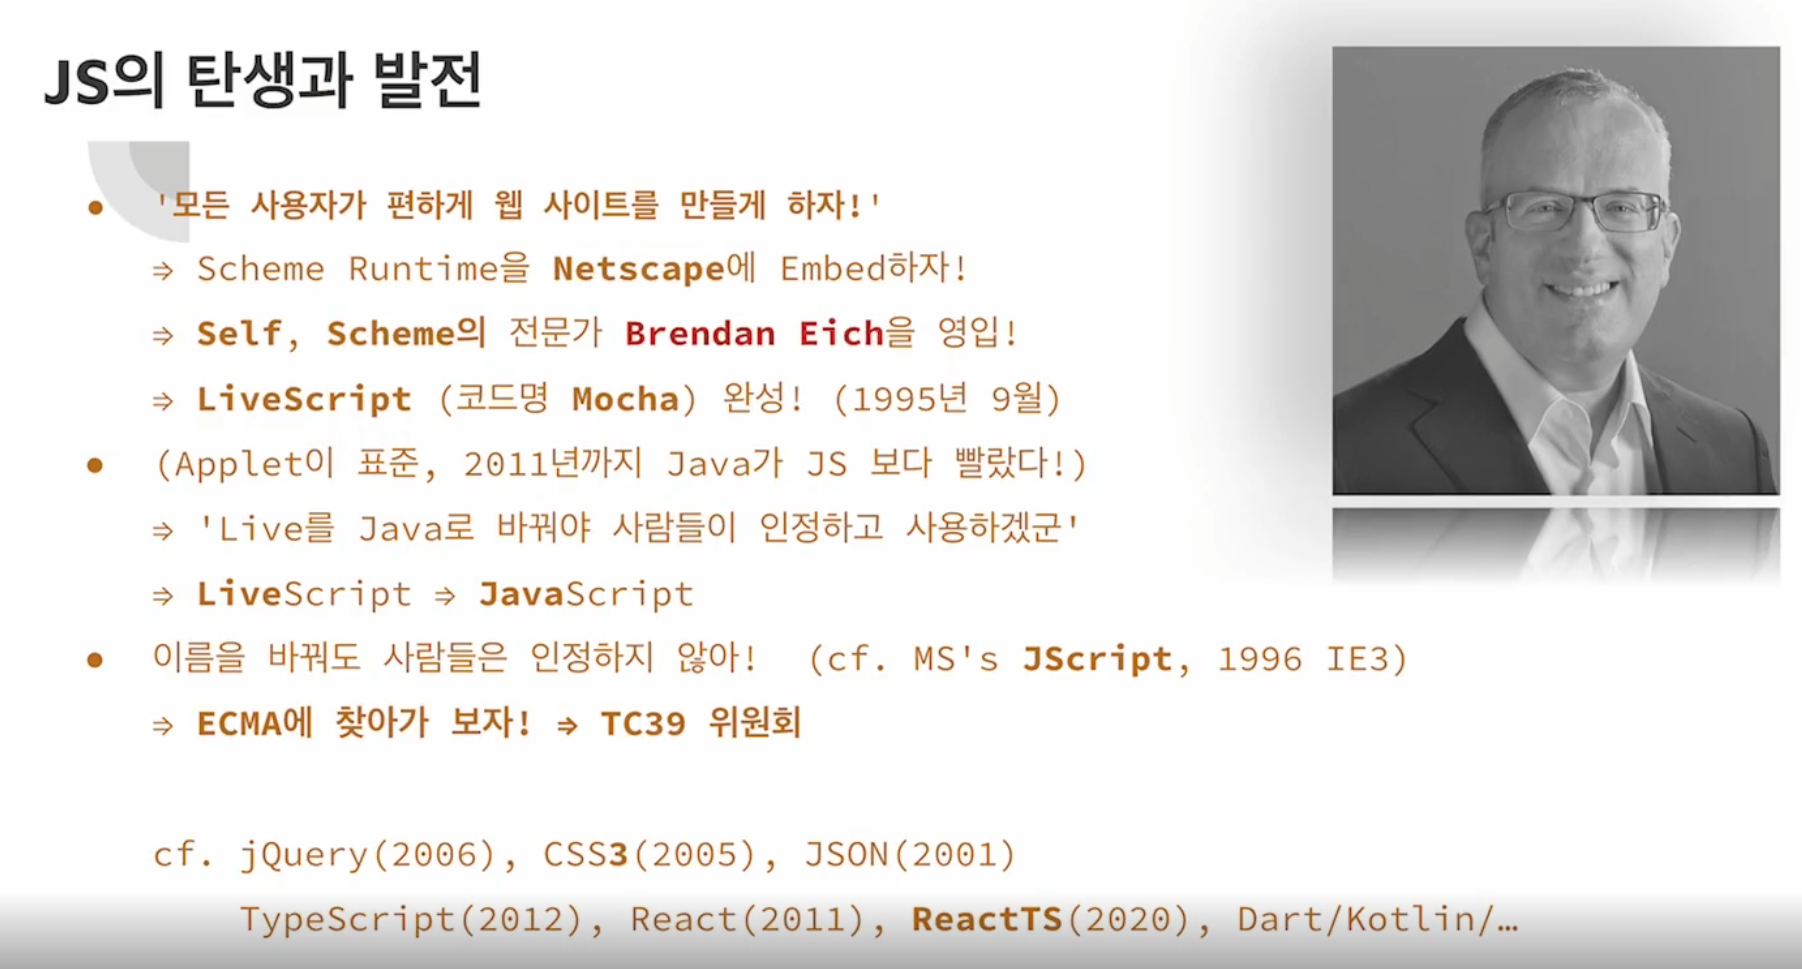 JS의 탄생과 발전
• '모든 사용자가 편하게 웹 사이트를 만들게 하자!'
⇒ Scheme Runtime을 Netscape에 Embed하자!
⇒ Self, Scheme의 전문가 Brendan Eich을 영입!
⇒ LiveScript (코드명 Mocha) 완성! (1995년 9월)
• (Applet이 표준, 2011년까지 Java가 JS 보다 빨랐다!)
⇒ 'Live를 Java로 바꿔야 사람들이 인정하고 사용하겠군'
⇒ LiveScript ⇒ JavaScript
• 이름을 바꿔도 사람들은 인정하지 않아! (cf. MS's JScript, 1996 IE3)
⇒ ECMA에 찾아가 보자! ⇒ TC39 위원회
cf. jQuery(2006), CSS3(2005), JSON(2001)
TypeScript(2012), React(2011), ReactTS(2020), Dart/Kotlin/…